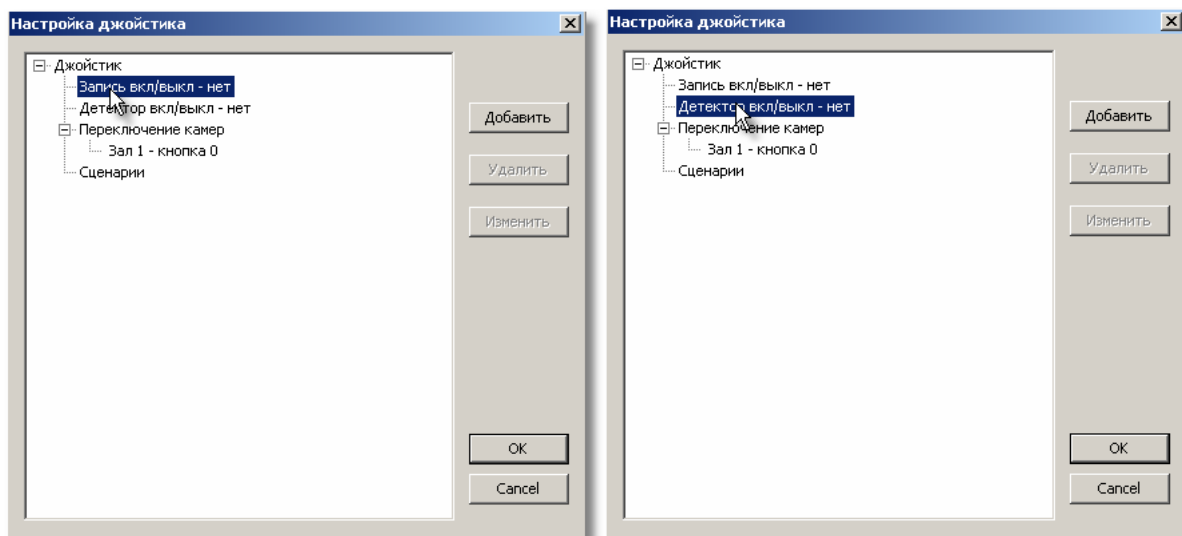 Настройка джойстика
Джойстик
Запись вкл/выкл - нет
Детектор вкл/выкл - нет
Переключение камер
Зал 1 - кнопка 0
Сценарии
Добавить
Удалить
Изменить
OK
Cancel
Настройка джойстика
Джойстик
Запись вкл/выкл - нет
Детектор вкл/выкл - нет
Переключение камер
Зал 1 - кнопка 0
Сценарии
Добавить
Удалить
Изменить
OK
Cancel